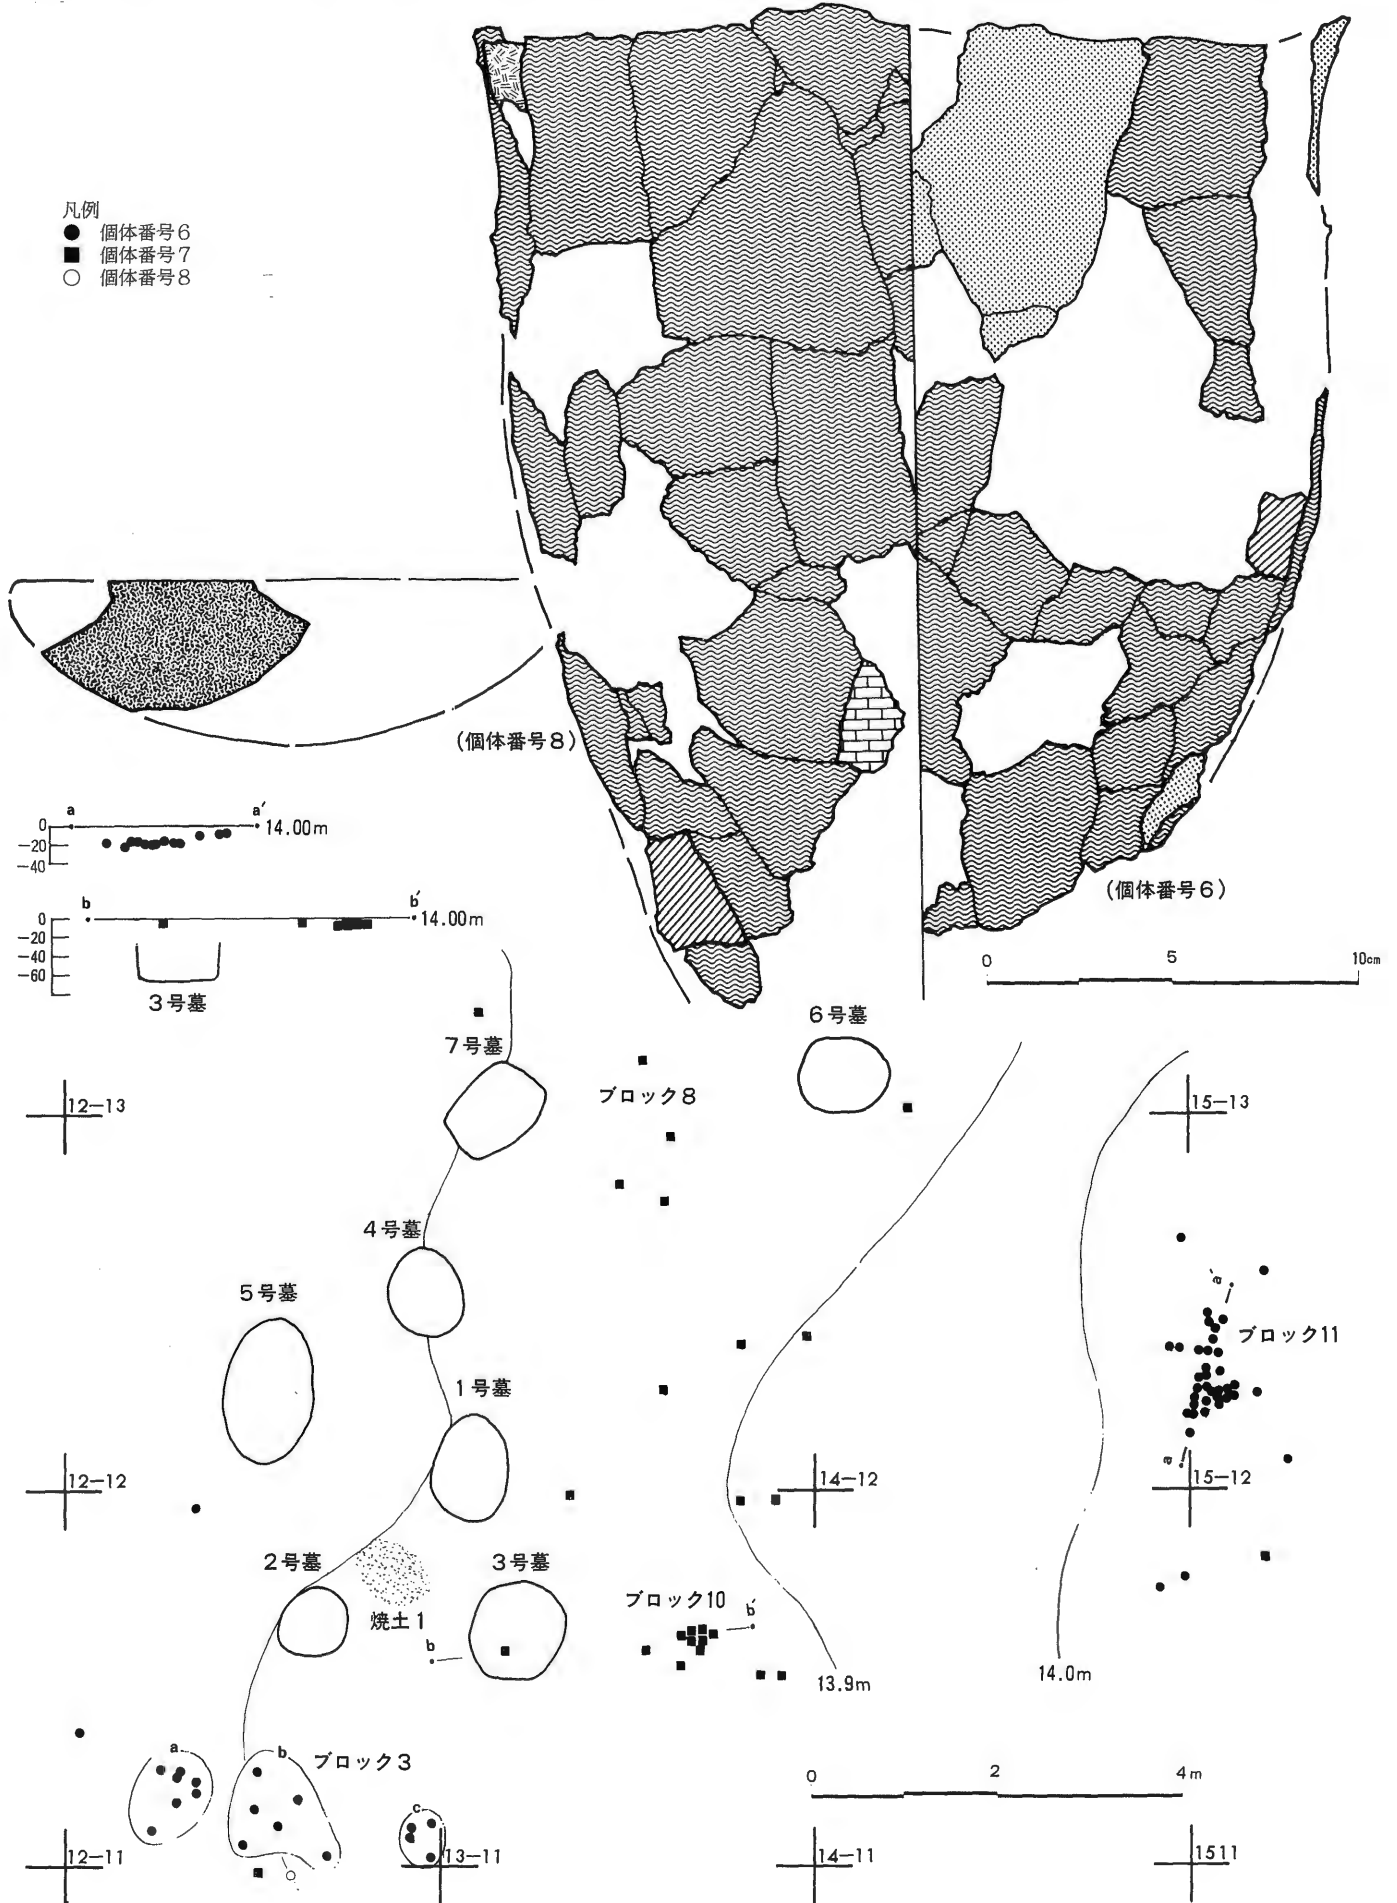 凡例
● 個体番号6
■ 個体番号7
○ 個体番号8
(個体番号8)
(個体番号6)
a a′
0 14.00m
−20
−40
b b′
0 14.00m
−20
−40
−60
3号墓
0 5 10cm
6号墓
7号墓
ブロック8
12−13
15−13
4号墓
5号墓
a′
ブロック11
1号墓
a
12−12
14−12
15−12
2号墓
3号墓
焼土1
ブロック10
b b′
13.9m
14.0m
a b ブロック3
c
0 2 4m
12−11
13−11
14−11
1511